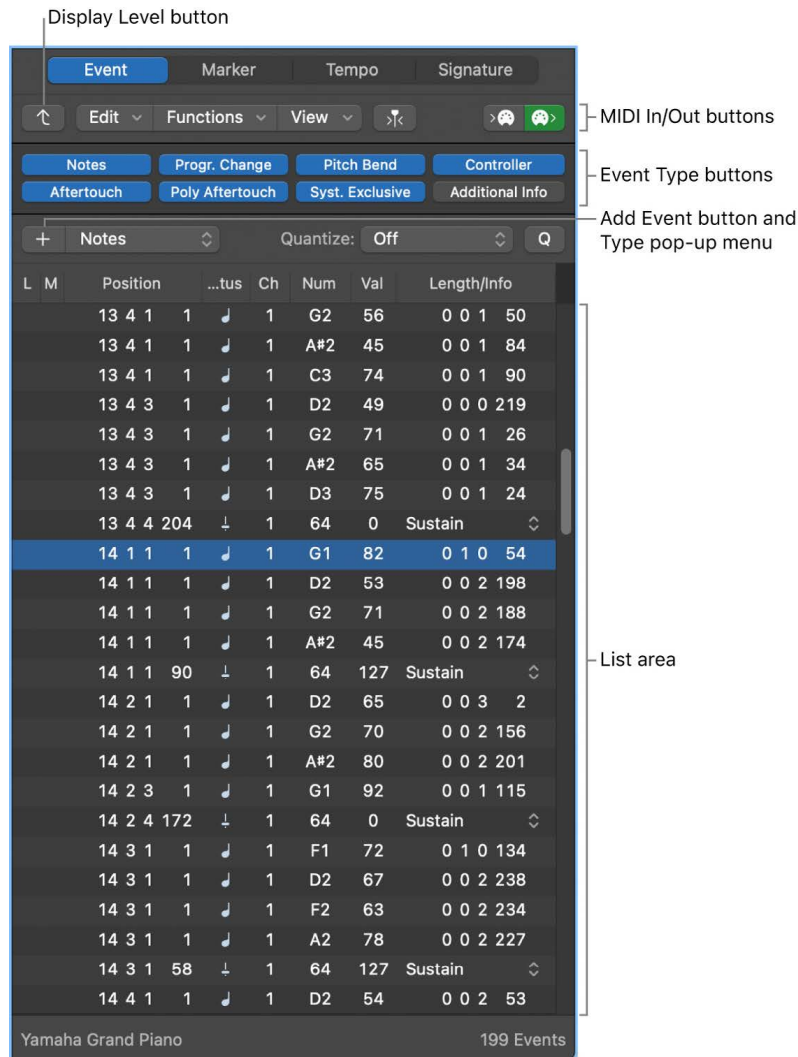 Display Level button
Event Marker Tempo Signature
Edit Functions View
MIDI In/Out buttons
Notes Progr. Change Pitch Bend Controller
Aftertouch Poly Aftertouch Syst. Exclusive Additional Info
Event Type buttons
+ Notes Quantize: Off Q
Add Event button and
Type pop-up menu
L M Position ...tus Ch Num Val Length/Info
13 4 1 1 1 G2 56 0 0 1 50
13 4 1 1 1 A#2 45 0 0 1 84
13 4 1 1 1 C3 74 0 0 1 90
13 4 3 1 1 D2 49 0 0 0 219
13 4 3 1 1 G2 71 0 0 1 26
13 4 3 1 1 A#2 65 0 0 1 34
13 4 3 1 1 D3 75 0 0 1 24
13 4 4 204 1 64 0 Sustain
14 1 1 1 1 G1 82 0 1 0 54
14 1 1 1 1 D2 53 0 0 2 198
14 1 1 1 1 G2 71 0 0 2 188
14 1 1 1 1 A#2 45 0 0 2 174
14 1 1 90 1 64 127 Sustain
List area
14 2 1 1 1 D2 65 0 0 3 2
14 2 1 1 1 G2 70 0 0 2 156
14 2 1 1 1 A#2 80 0 0 2 201
14 2 3 1 1 G1 92 0 0 1 115
14 2 4 172 1 64 0 Sustain
14 3 1 1 1 F1 72 0 1 0 134
14 3 1 1 1 D2 67 0 0 2 238
14 3 1 1 1 F2 63 0 0 2 234
14 3 1 1 1 A2 78 0 0 2 227
14 3 1 58 1 64 127 Sustain
14 4 1 1 1 D2 54 0 0 2 53
Yamaha Grand Piano 199 Events